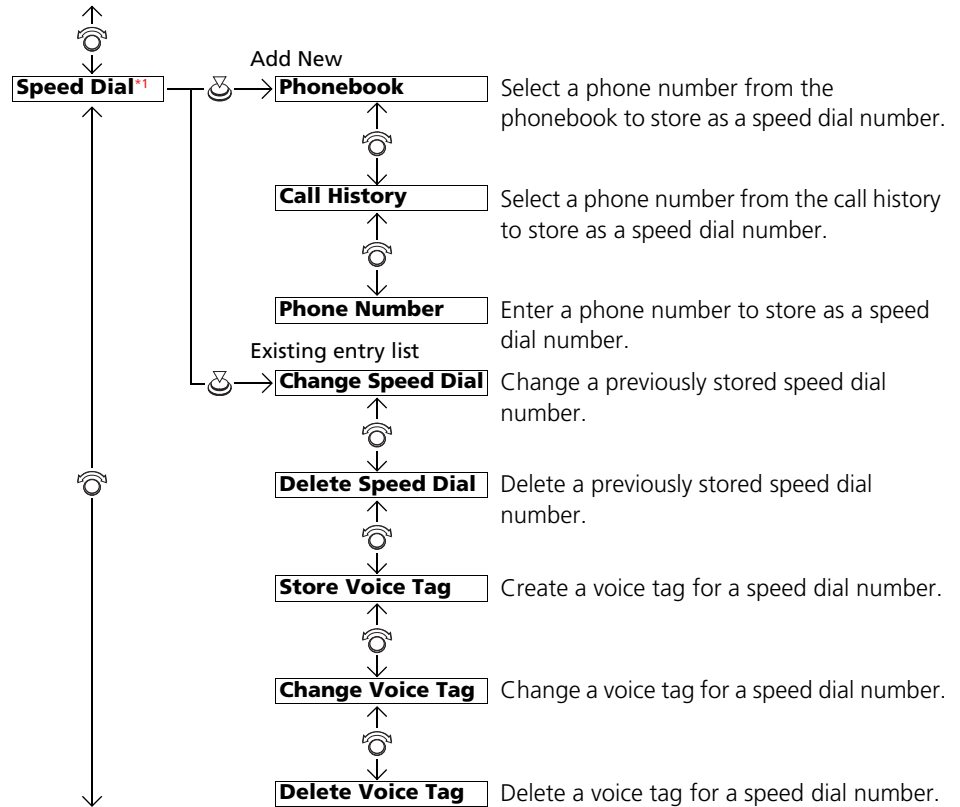 Add New
Speed Dial*1
Phonebook
Select a phone number from the
phonebook to store as a speed dial number.
Call History
Select a phone number from the call history
to store as a speed dial number.
Phone Number
Enter a phone number to store as a speed
dial number.
Existing entry list
Change Speed Dial
Change a previously stored speed dial
number.
Delete Speed Dial
Delete a previously stored speed dial
number.
Store Voice Tag
Create a voice tag for a speed dial number.
Change Voice Tag
Change a voice tag for a speed dial number.
Delete Voice Tag
Delete a voice tag for a speed dial number.